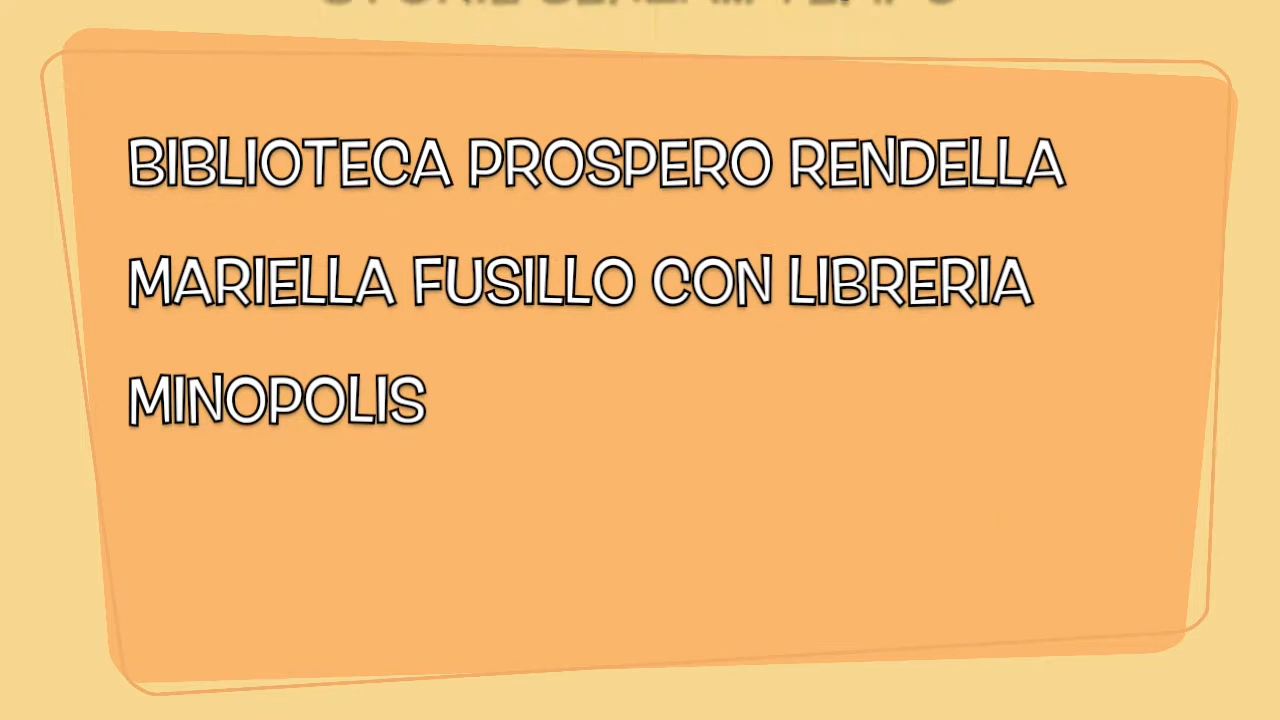 BIBLIOTECA PROSPERO RENDELLA
MARIELLA FUSILLO CON LIBRERIA
MINOPOLIS